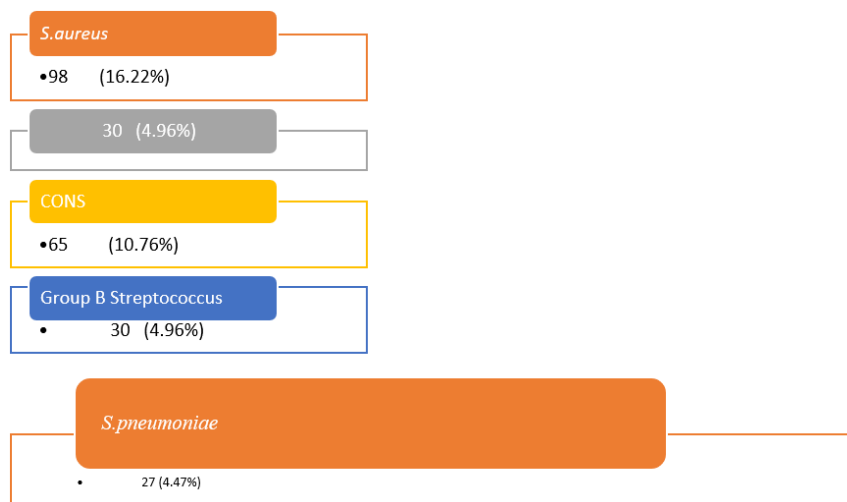 S.aureus
•98 (16.22%)
30 (4.96%)
CONS
•65 (10.76%)
Group B Streptococcus
• 30 (4.96%)
S.pneumoniae
• 27 (4.47%)